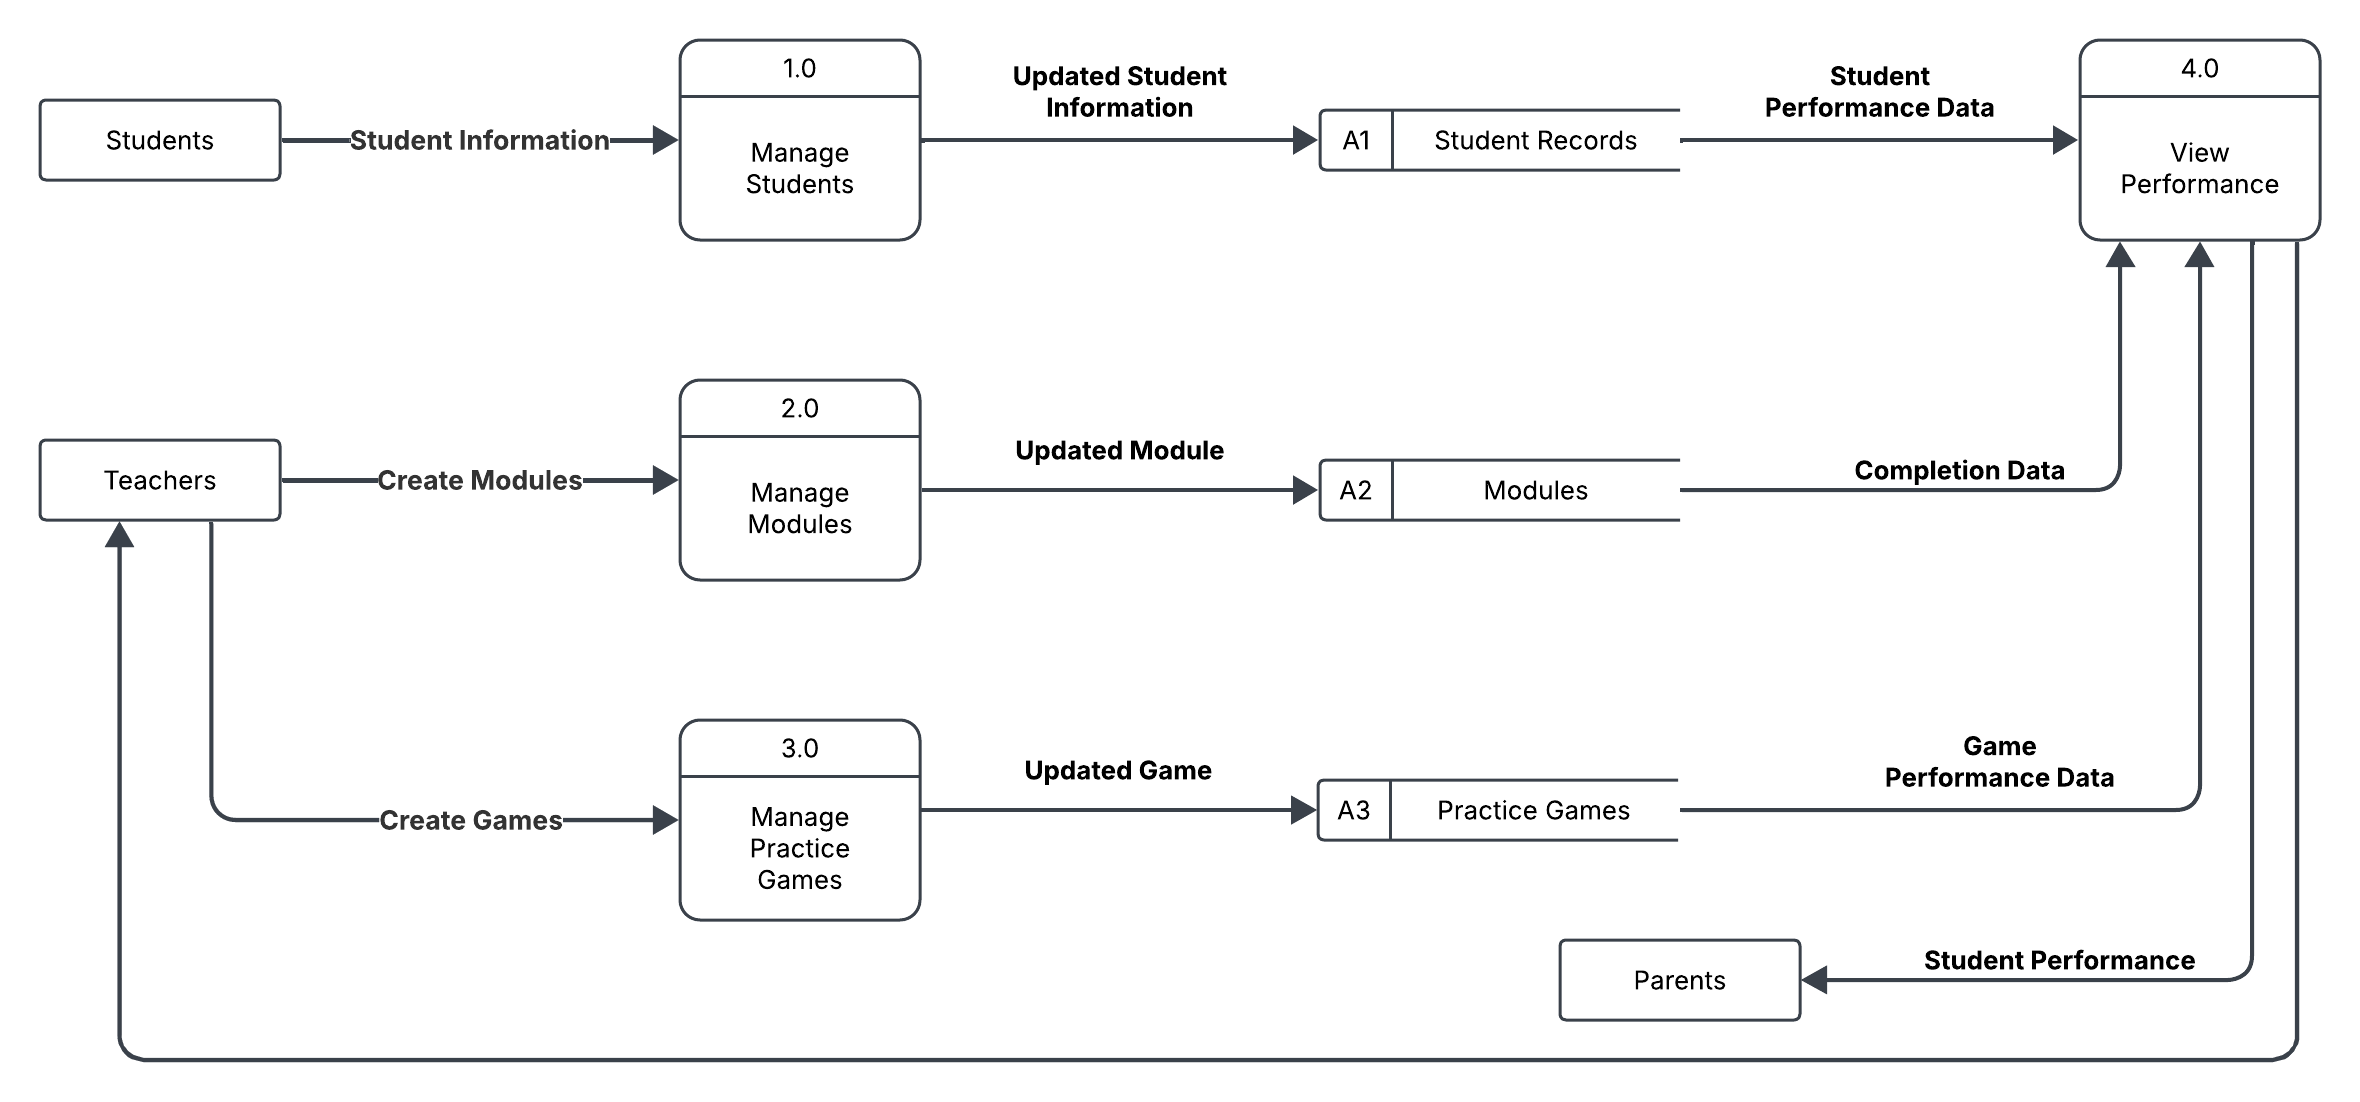 1.0
Updated Student
Information
Student
Performance Data
4.0
Students
Student Information
Manage
Students
A1
Student Records
View
Performance
2.0
Teachers
Create Modules
Manage
Modules
Updated Module
A2
Modules
Completion Data
3.0
Create Games
Manage
Practice
Games
Updated Game
A3
Practice Games
Game
Performance Data
Parents
Student Performance